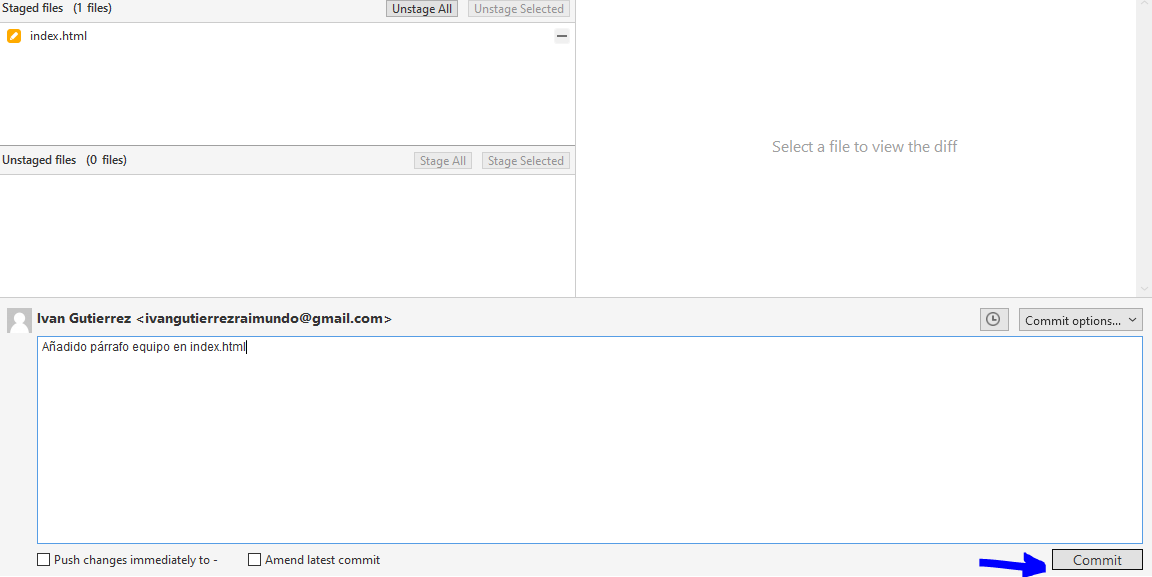 Staged files (1 files) Unstage All Unstage Selected
index.html
Select a file to view the diff
Unstaged files (0 files) Stage All Stage Selected
Ivan Gutierrez <ivangutierrezraimundo@gmail.com> Commit options...
Añadido párrafo equipo en index.html
Push changes immediately to - Amend latest commit Commit